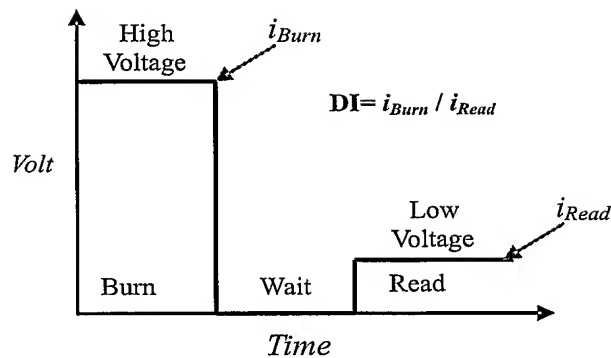 High
Voltage
i_Burn
DI= i_Burn / i_Read
Volt
Low
Voltage
i_Read
Burn
Wait
Read
Time